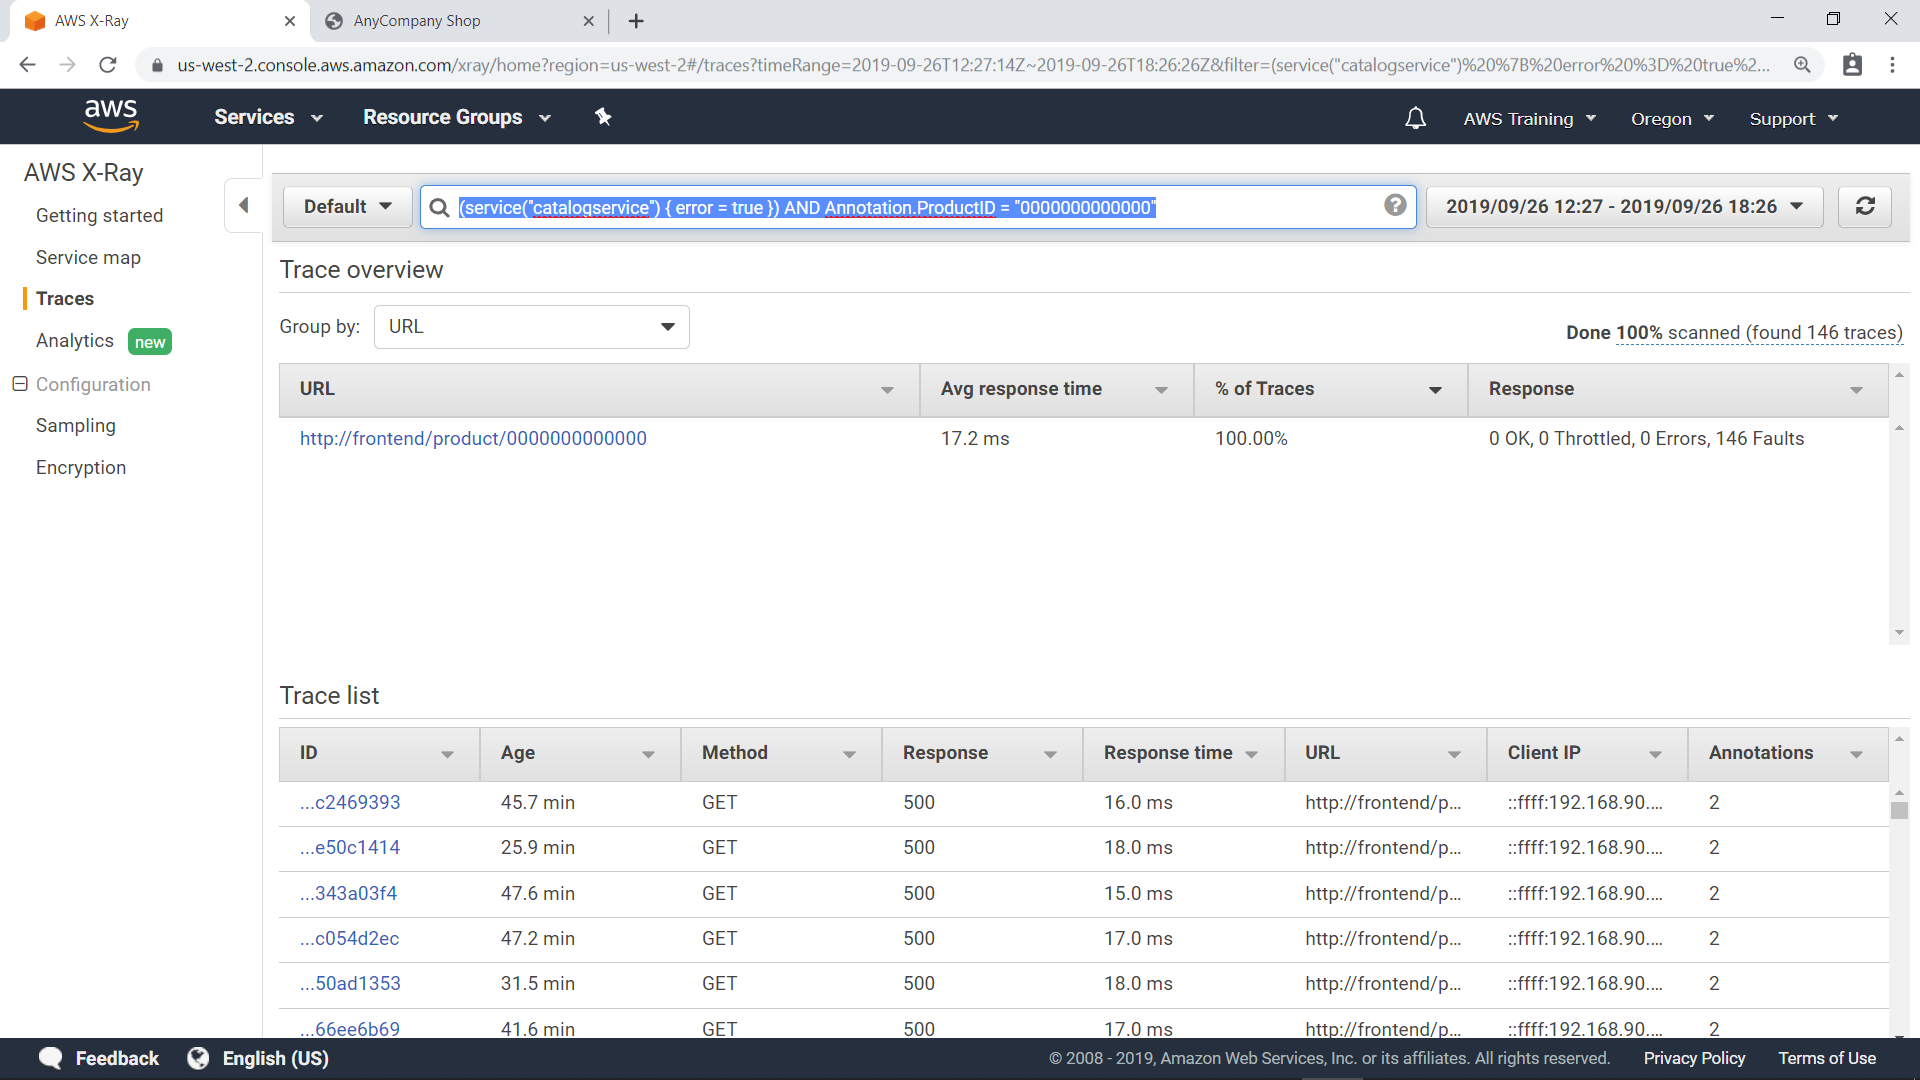 AWS X-Ray
AnyCompany Shop
us-west-2.console.aws.amazon.com/xray/home?region=us-west-2#/traces?timeRange=2019-09-26T12:27:14Z~2019-09-26T18:26:26Z&filter=(service("catalogservice")%20%7B%20error%20%3D%20true%2...
aws
Services
Resource Groups
AWS Training
Oregon
Support
AWS X-Ray
Getting started
Service map
Traces
Analytics new
Configuration
Sampling
Encryption
Default
(service("catalogservice") { error = true }) AND Annotation.ProductID = "0000000000000"
2019/09/26 12:27 - 2019/09/26 18:26
Trace overview
Group by: URL
Done 100% scanned (found 146 traces)
URL Avg response time % of Traces Response
http://frontend/product/0000000000000 17.2 ms 100.00% 0 OK, 0 Throttled, 0 Errors, 146 Faults
Trace list
ID Age Method Response Response time URL Client IP Annotations
...c2469393 45.7 min GET 500 16.0 ms http://frontend/p... ::ffff:192.168.90.... 2
...e50c1414 25.9 min GET 500 18.0 ms http://frontend/p... ::ffff:192.168.90.... 2
...343a03f4 47.6 min GET 500 15.0 ms http://frontend/p... ::ffff:192.168.90.... 2
...c054d2ec 47.2 min GET 500 17.0 ms http://frontend/p... ::ffff:192.168.90.... 2
...50ad1353 31.5 min GET 500 18.0 ms http://frontend/p... ::ffff:192.168.90.... 2
...66ee6b69 41.6 min GET 500 17.0 ms http://frontend/p... ::ffff:192.168.90.... 2
Feedback
English (US)
© 2008 - 2019, Amazon Web Services, Inc. or its affiliates. All rights reserved.
Privacy Policy
Terms of Use